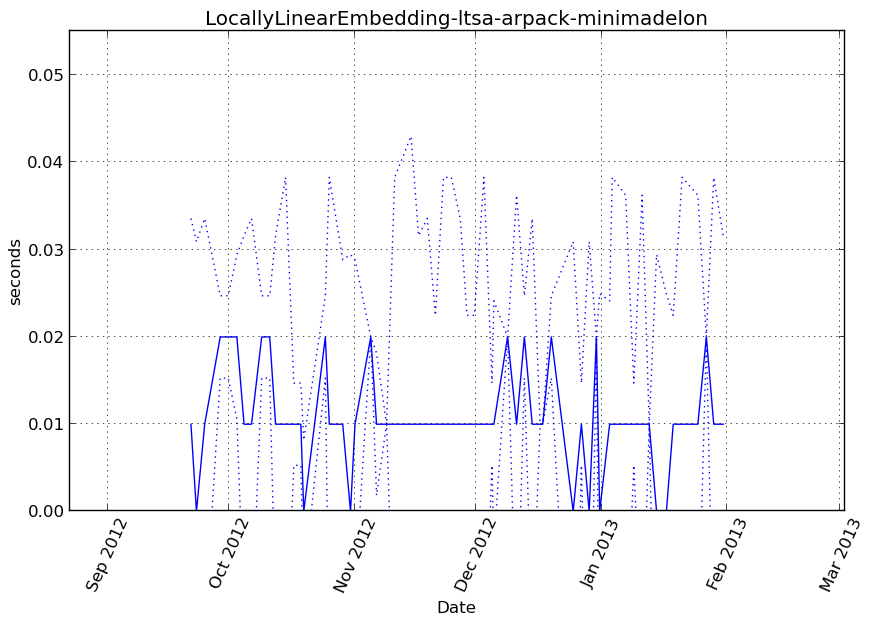 LocallyLinearEmbedding-ltsa-arpack-minimadelon
0.05
0.04
0.03
0.02
0.01
0.00
seconds
Sep 2012
Oct 2012
Nov 2012
Dec 2012
Jan 2013
Feb 2013
Mar 2013
Date